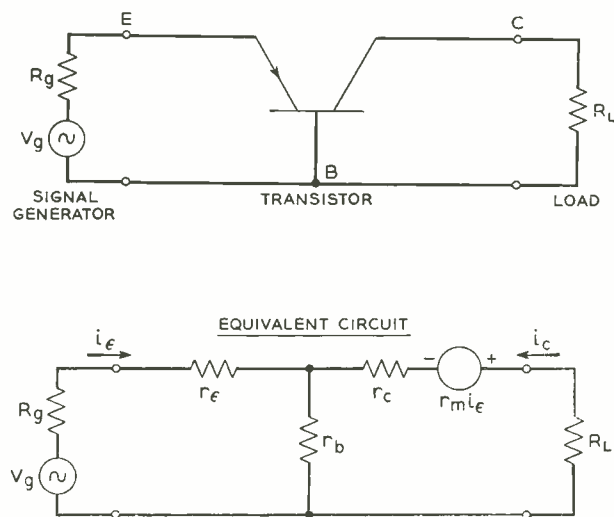 E
C
Rg
RL
Vg
B
SIGNAL GENERATOR
TRANSISTOR
LOAD
EQUIVALENT CIRCUIT
iϵ
ic
− +
rϵ
rc
rmiϵ
Rg
rb
RL
Vg